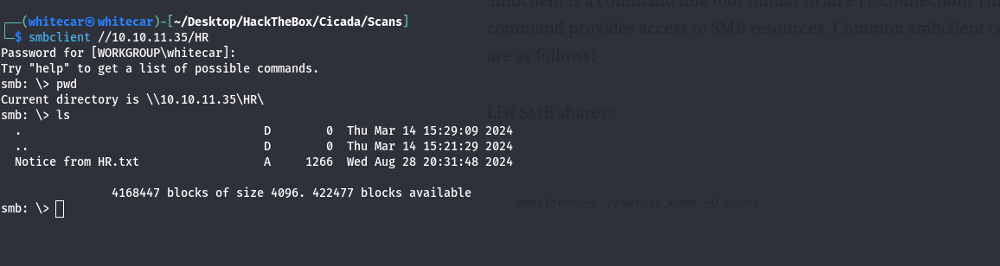 (whitecar㉿whitecar)-[~/Desktop/HackTheBox/Cicada/Scans]
$ smbclient //10.10.11.35/HR
Password for [WORKGROUP\whitecar]:
Try "help" to get a list of possible commands.
smb: \> pwd
Current directory is \\10.10.11.35\HR\
smb: \> ls
  .                                   D        0  Thu Mar 14 15:29:09 2024
  ..                                  D        0  Thu Mar 14 15:21:29 2024
  Notice from HR.txt                  A     1266  Wed Aug 28 20:31:48 2024
                4168447 blocks of size 4096. 422477 blocks available
smb: \>
Smbclient is a command line tool similar to an FTP connection.
command provides access to SMB resources. Common smbclient
are as follows:
List SMB shares:
smbclient -L //server_name -U users